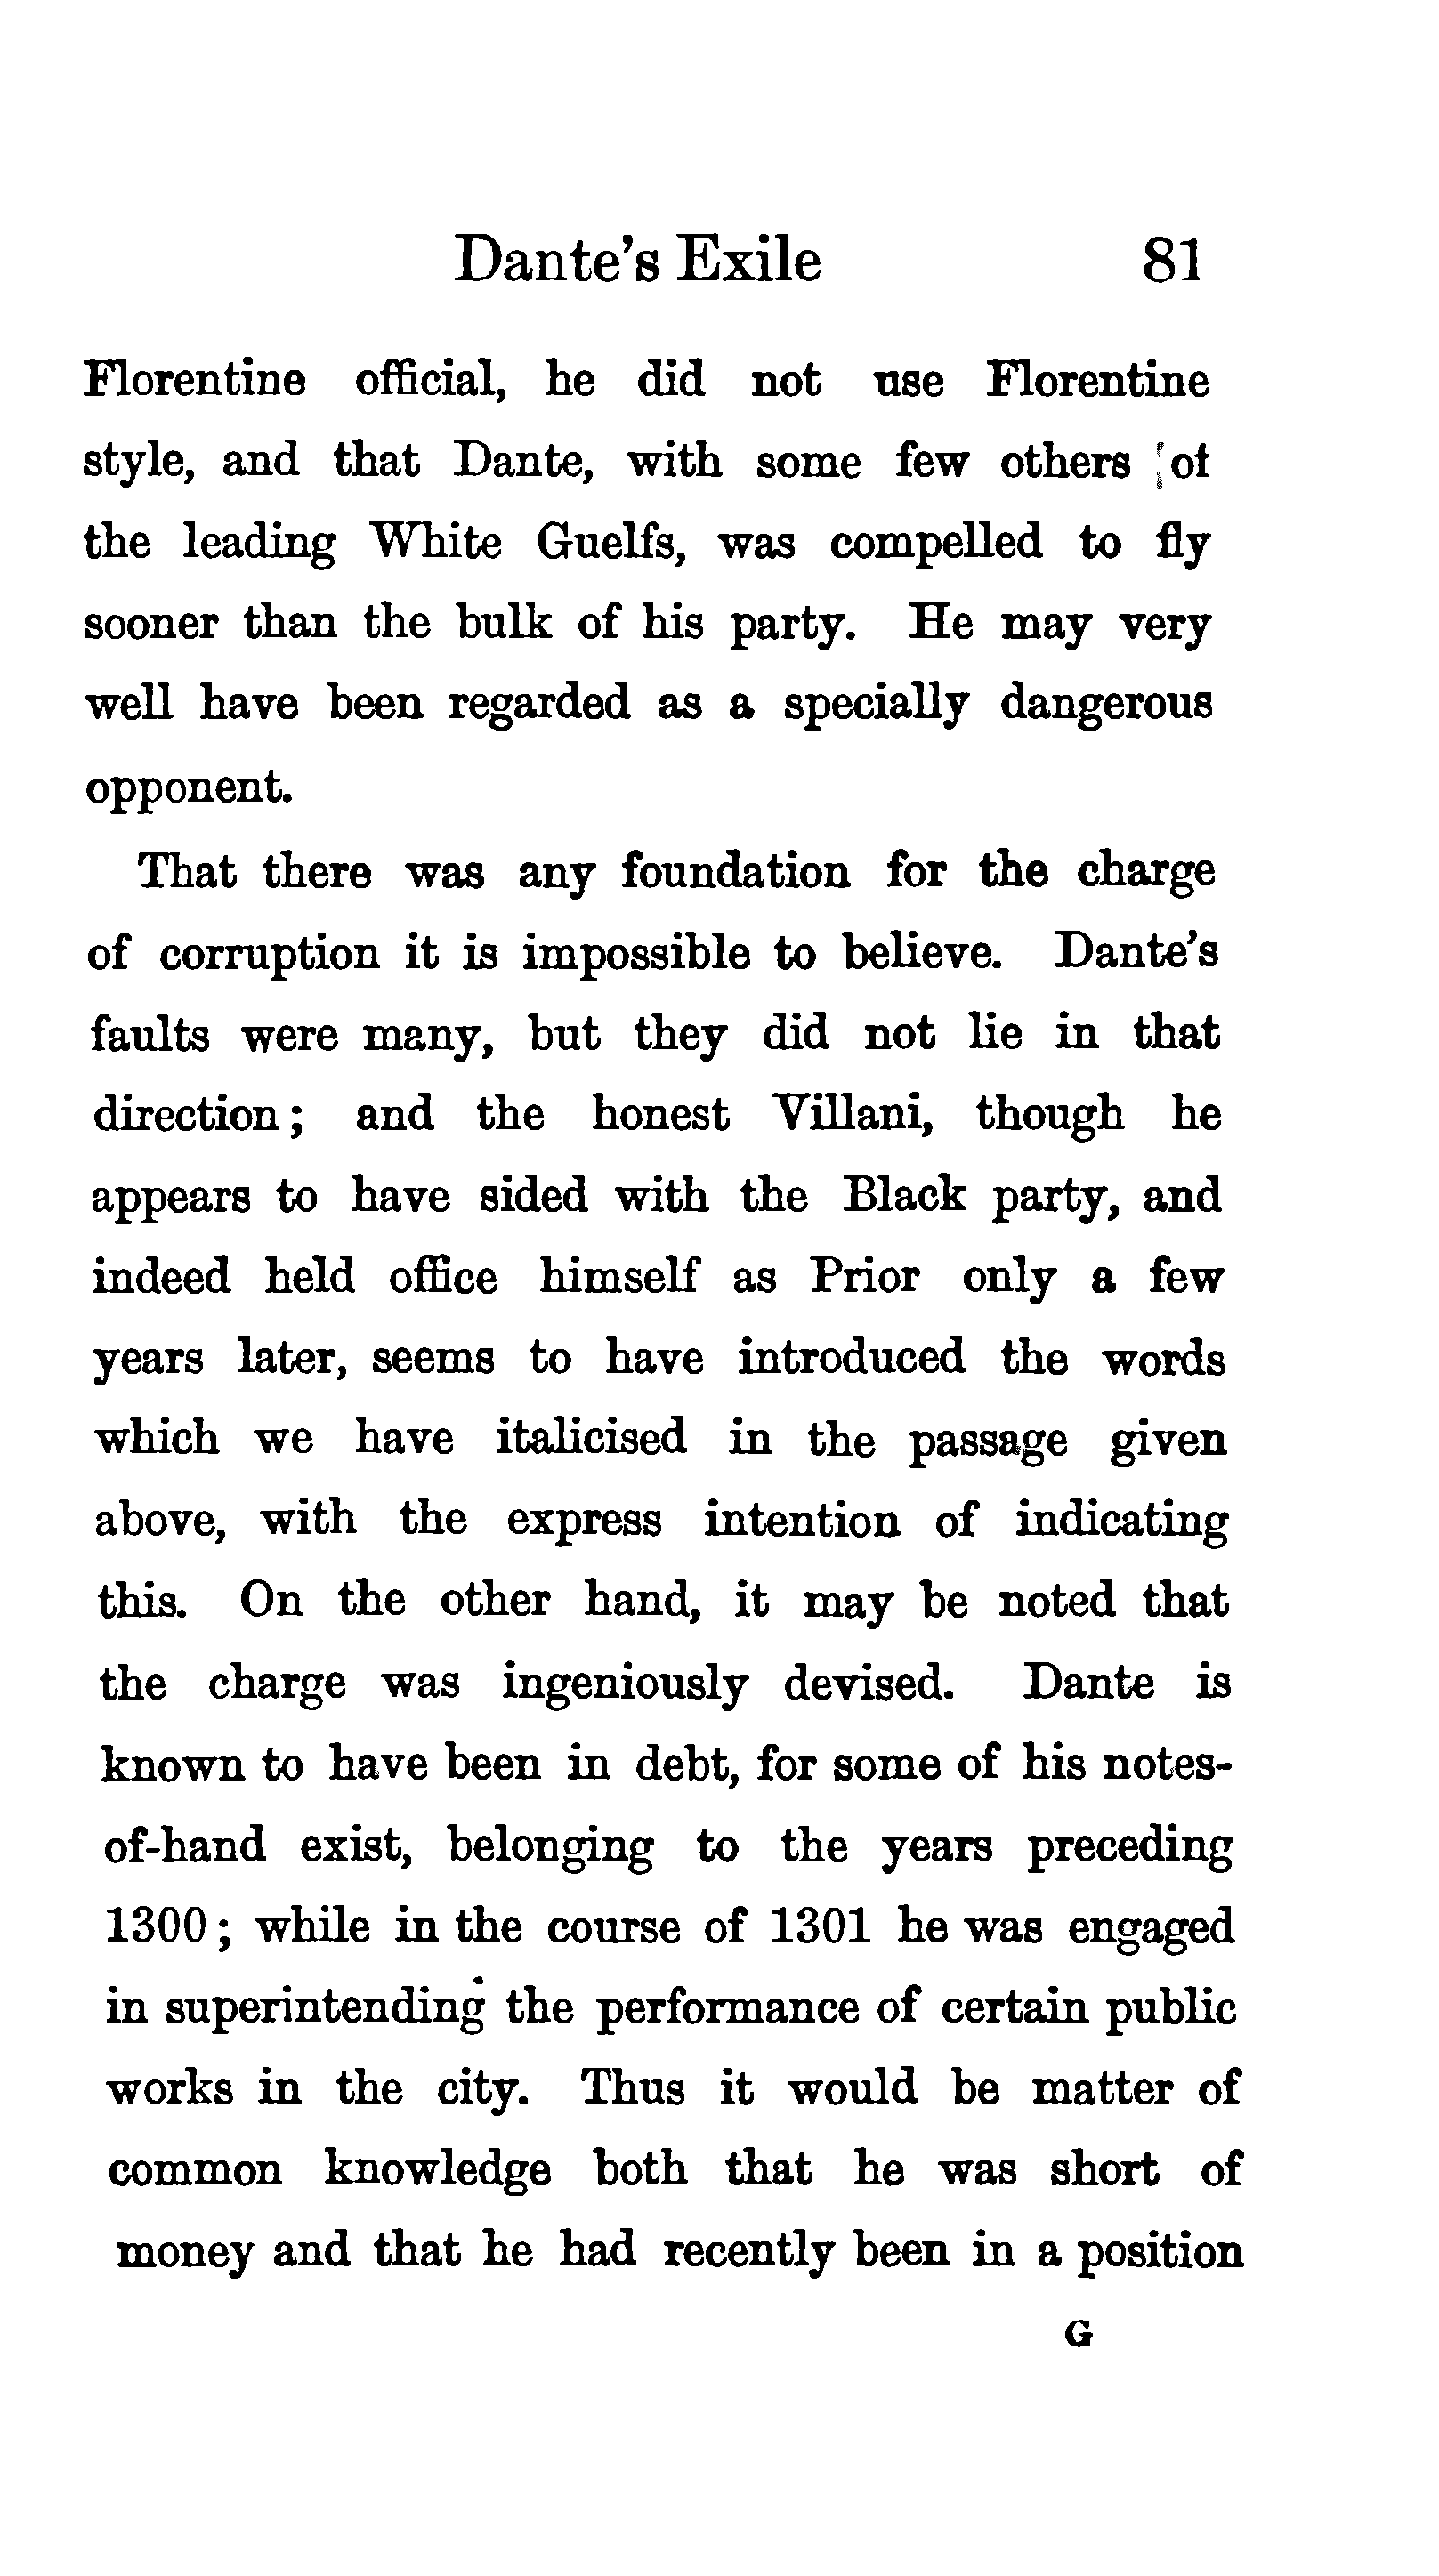 Dante's Exile 81
Florentine official, he did not use Florentine
style, and that Dante, with some few others of
the leading White Guelfs, was compelled to fly
sooner than the bulk of his party. He may very
well have been regarded as a specially dangerous
opponent.
That there was any foundation for the charge
of corruption it is impossible to believe. Dante's
faults were many, but they did not lie in that
direction; and the honest Villani, though he
appears to have sided with the Black party, and
indeed held office himself as Prior only a few
years later, seems to have introduced the words
which we have italicised in the passage given
above, with the express intention of indicating
this. On the other hand, it may be noted that
the charge was ingeniously devised. Dante is
known to have been in debt, for some of his notes-
of-hand exist, belonging to the years preceding
1300; while in the course of 1301 he was engaged
in superintending the performance of certain public
works in the city. Thus it would be matter of
common knowledge both that he was short of
money and that he had recently been in a position
G